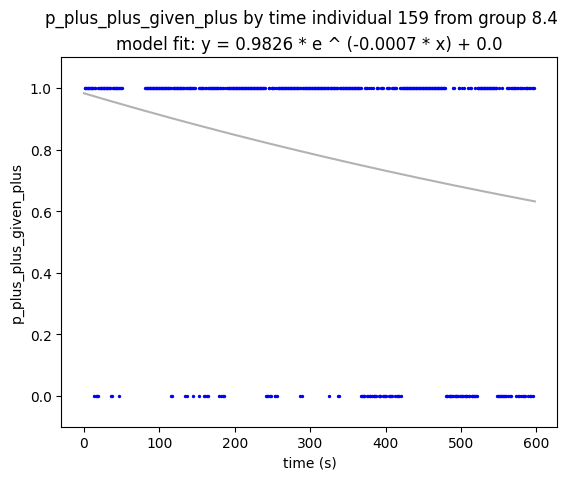 p_plus_plus_given_plus by time individual 159 from group 8.4
model fit: y = 0.9826 * e ^ (-0.0007 * x) + 0.0
p_plus_plus_given_plus
1.0
0.8
0.6
0.4
0.2
0.0
0 100 200 300 400 500 600
time (s)